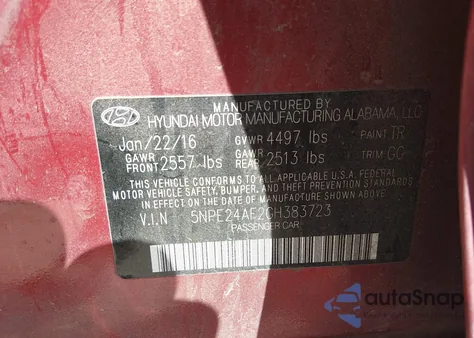 MANUFACTURED BY
HYUNDAI MOTOR MANUFACTURING ALABAMA, LLC
Jan/22/16 GVWR 4497 lbs PAINT TR
GAWR FRONT 2557 lbs GAWR REAR 2513 lbs TRIM GG
THIS VEHICLE CONFORMS TO ALL APPLICABLE U.S.A. FEDERAL
MOTOR VEHICLE SAFETY, BUMPER, AND THEFT PREVENTION STANDARDS
IN EFFECT ON THE DATE OF MANUFACTURE SHOWN ABOVE.
V.I.N 5NPE24AF2GH383723
PASSENGER CAR
autoSnap